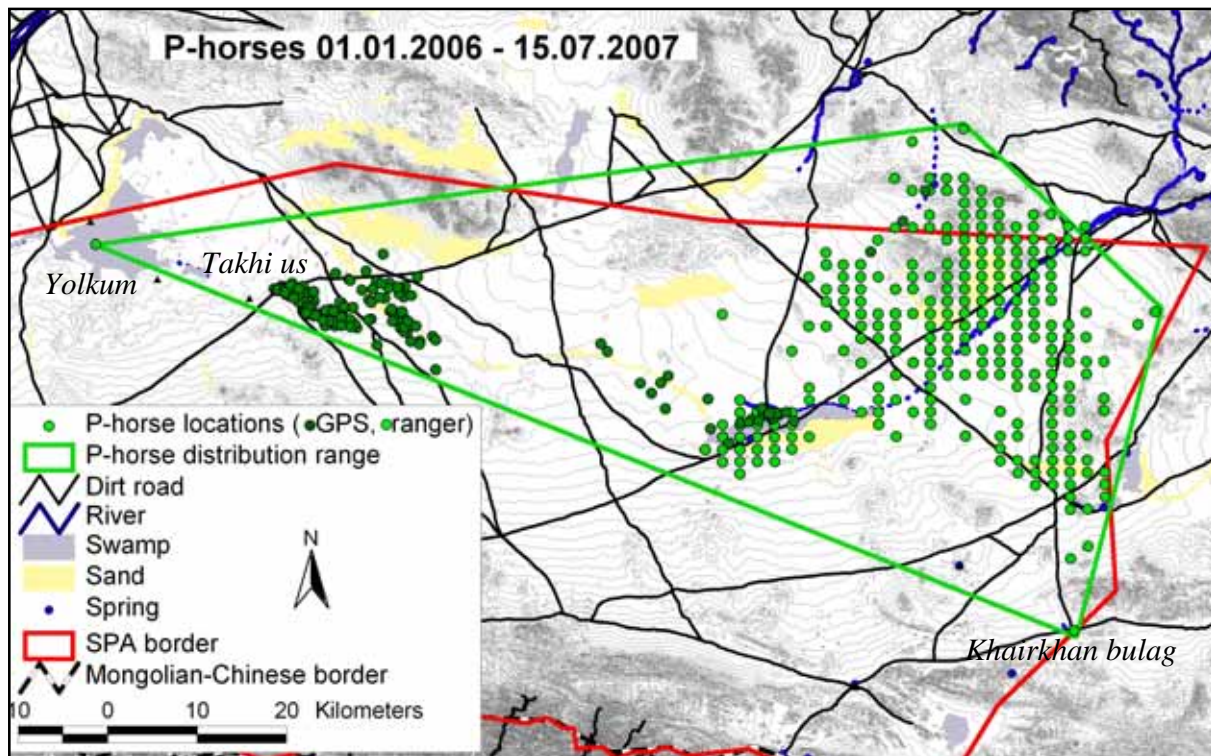 P-horses 01.01.2006 - 15.07.2007
Takhi us
Yolkum
P-horse locations (GPS, ranger)
P-horse distribution range
Dirt road
River
Swamp
Sand
Spring
SPA border
Mongolian-Chinese border
N
10 0 10 20 Kilometers
Khairkhan bulag